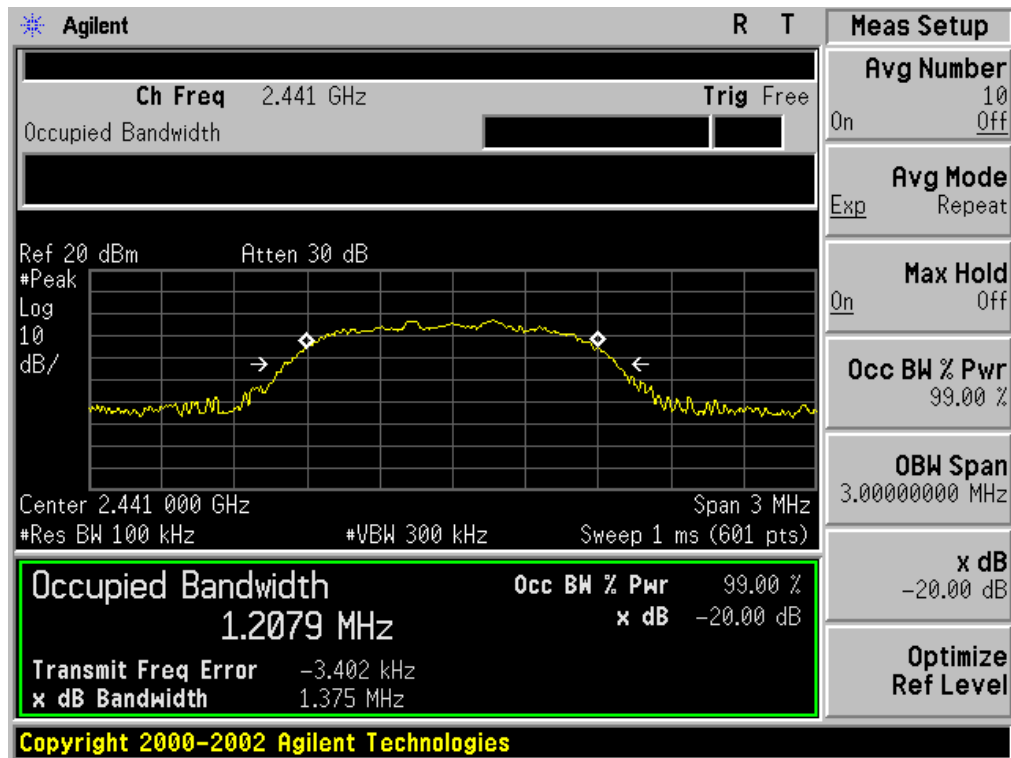 Agilent R T
Ch Freq 2.441 GHz Trig Free
Occupied Bandwidth
Ref 20 dBm Atten 30 dB
#Peak
Log
10
dB/
Center 2.441 000 GHz Span 3 MHz
#Res BW 100 kHz #VBW 300 kHz Sweep 1 ms (601 pts)
Occupied Bandwidth Occ BW % Pwr 99.00 %
1.2079 MHz x dB -20.00 dB
Transmit Freq Error -3.402 kHz
x dB Bandwidth 1.375 MHz
Copyright 2000-2002 Agilent Technologies
Meas Setup
Avg Number
10
On Off
Avg Mode
Exp Repeat
Max Hold
On Off
Occ BW % Pwr
99.00 %
OBW Span
3.00000000 MHz
x dB
-20.00 dB
Optimize
Ref Level